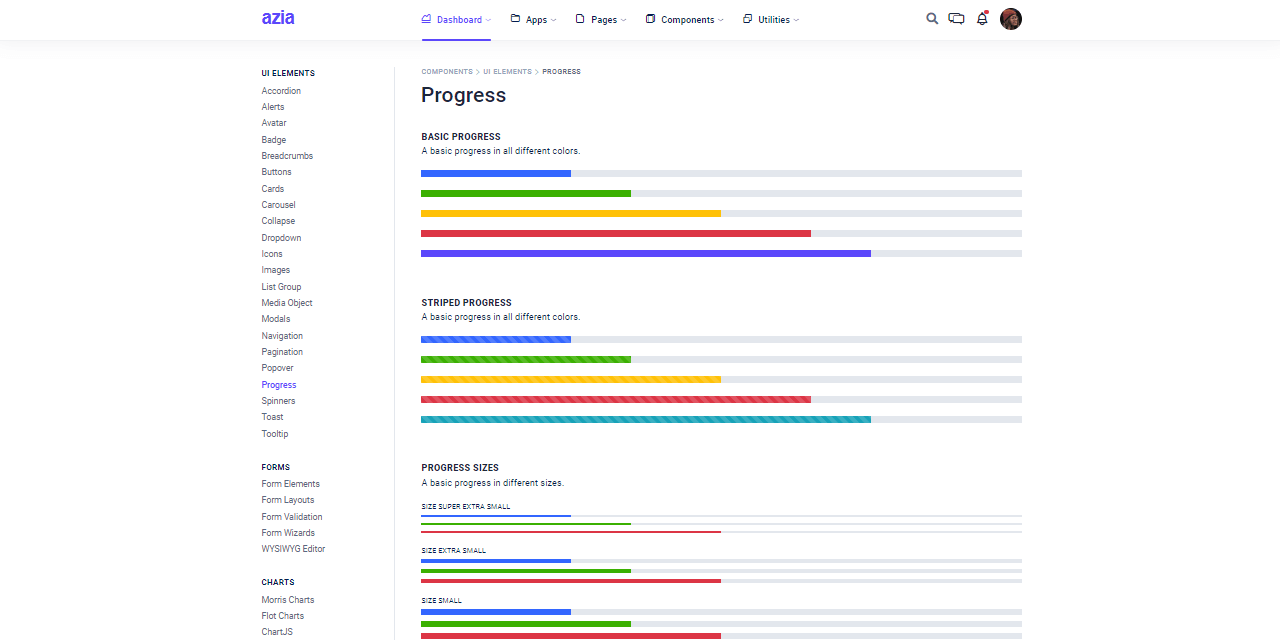 azia
Dashboard
Apps
Pages
Components
Utilities
UI ELEMENTS
Accordion
Alerts
Avatar
Badge
Breadcrumbs
Buttons
Cards
Carousel
Collapse
Dropdown
Icons
Images
List Group
Media Object
Modals
Navigation
Pagination
Popover
Progress
Spinners
Toast
Tooltip
FORMS
Form Elements
Form Layouts
Form Validation
Form Wizards
WYSIWYG Editor
CHARTS
Morris Charts
Flot Charts
ChartJS
COMPONENTS > UI ELEMENTS > PROGRESS
Progress
BASIC PROGRESS
A basic progress in all different colors.
STRIPED PROGRESS
A basic progress in all different colors.
PROGRESS SIZES
A basic progress in different sizes.
SIZE SUPER EXTRA SMALL
SIZE EXTRA SMALL
SIZE SMALL